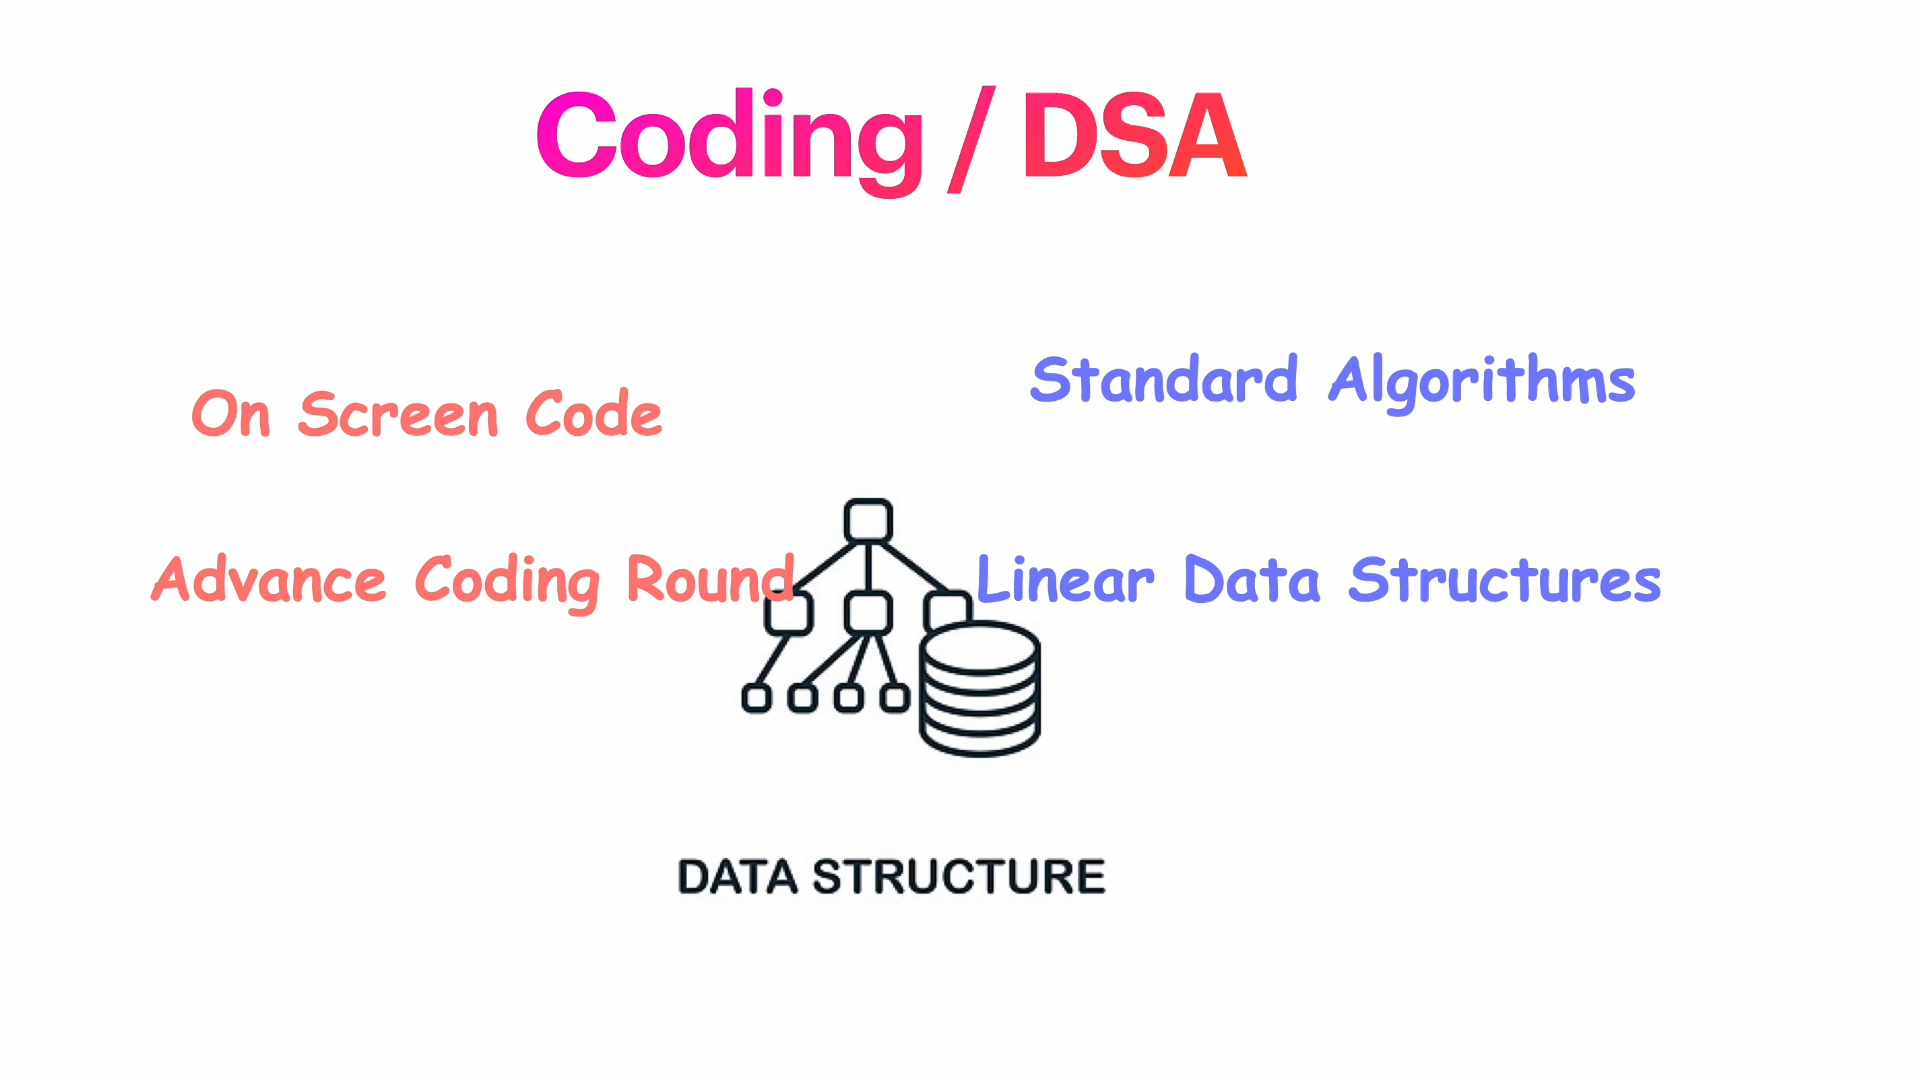 Coding / DSA
On Screen Code
Standard Algorithms
Advance Coding Round
Linear Data Structures
DATA STRUCTURE